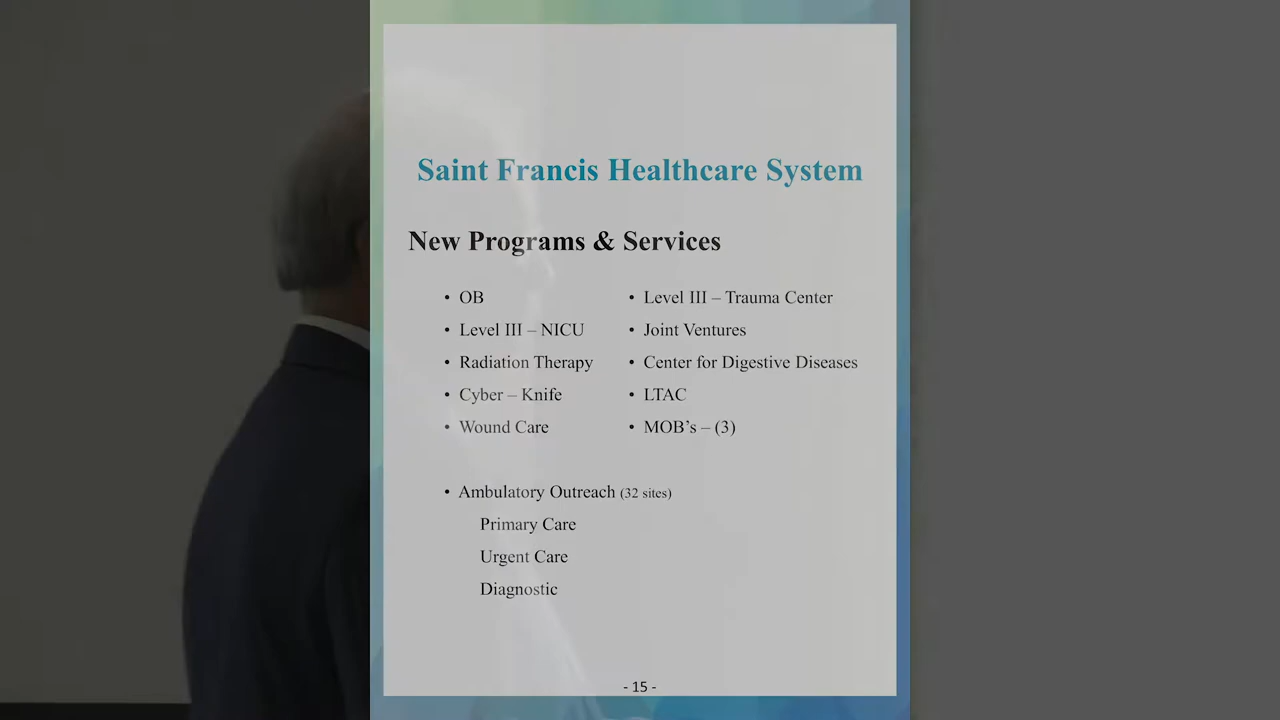 Saint Francis Healthcare System
New Programs & Services
• OB
• Level III – NICU
• Radiation Therapy
• Cyber – Knife
• Wound Care
• Level III – Trauma Center
• Joint Ventures
• Center for Digestive Diseases
• LTAC
• MOB’s – (3)
• Ambulatory Outreach (32 sites)
Primary Care
Urgent Care
Diagnostic
- 15 -